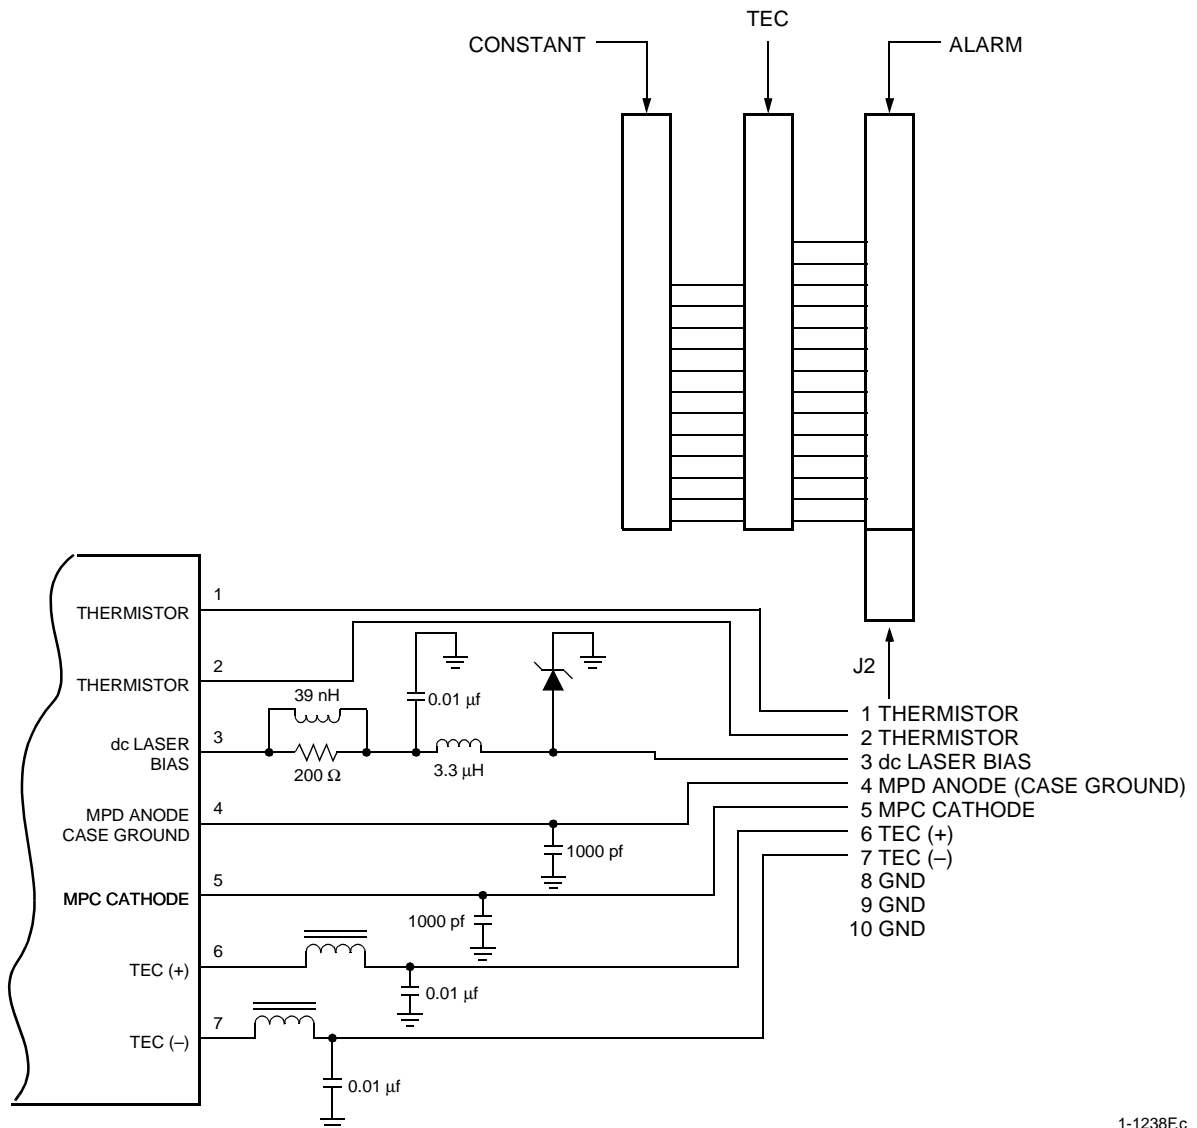 TEC
CONSTANT
ALARM
J2
THERMISTOR
1
THERMISTOR
2
39 nH
200 Ω
dc LASER
BIAS
3
0.01 µf
3.3 µH
MPD ANODE
CASE GROUND
4
1000 pf
MPC CATHODE
5
1000 pf
TEC (+)
6
0.01 µf
TEC (–)
7
0.01 µf
1 THERMISTOR
2 THERMISTOR
3 dc LASER BIAS
4 MPD ANODE (CASE GROUND)
5 MPC CATHODE
6 TEC (+)
7 TEC (–)
8 GND
9 GND
10 GND
1-1238F.c